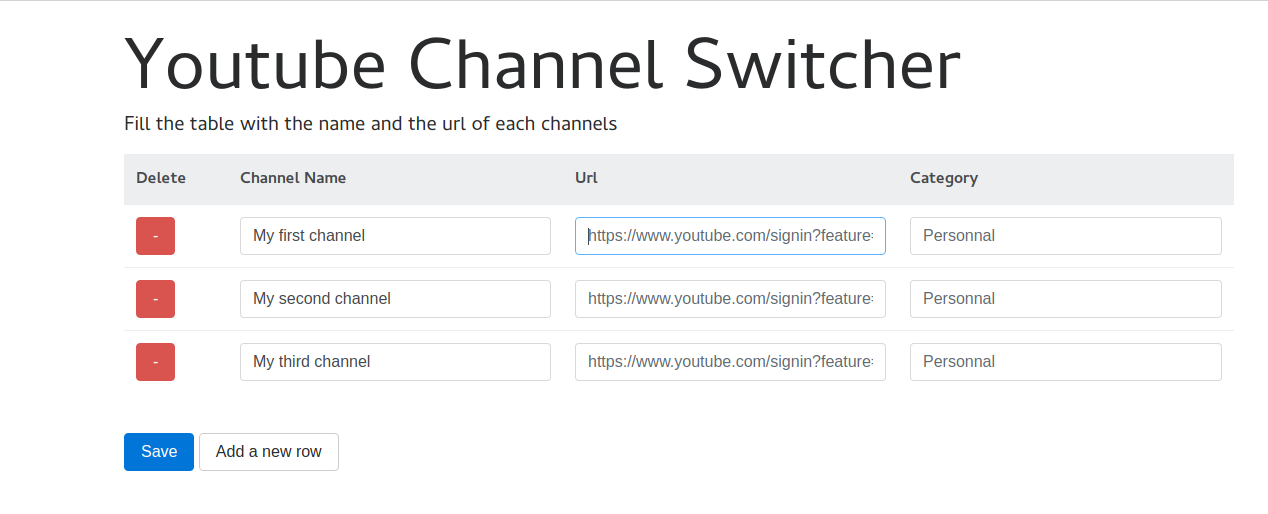 Youtube Channel Switcher
Fill the table with the name and the url of each channels
Delete Channel Name Url Category
- My first channel https://www.youtube.com/signin?feature= Personnal
- My second channel https://www.youtube.com/signin?feature= Personnal
- My third channel https://www.youtube.com/signin?feature= Personnal
Save Add a new row